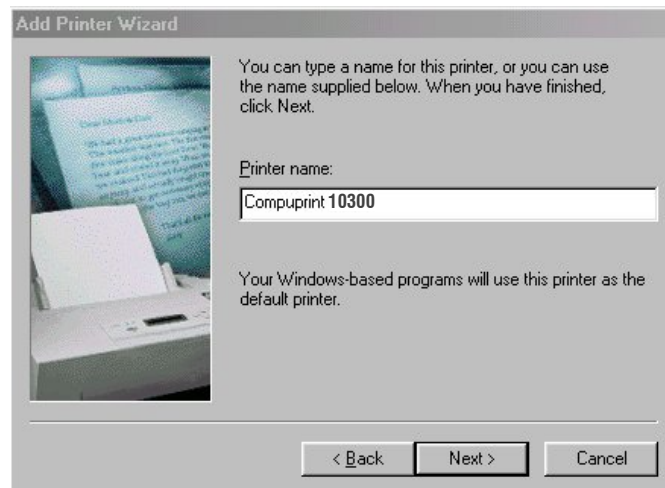 Add Printer Wizard
You can type a name for this printer, or you can use
the name supplied below. When you have finished,
click Next.
Printer name:
Compuprint 10300
Your Windows-based programs will use this printer as the
default printer.
< Back
Next >
Cancel